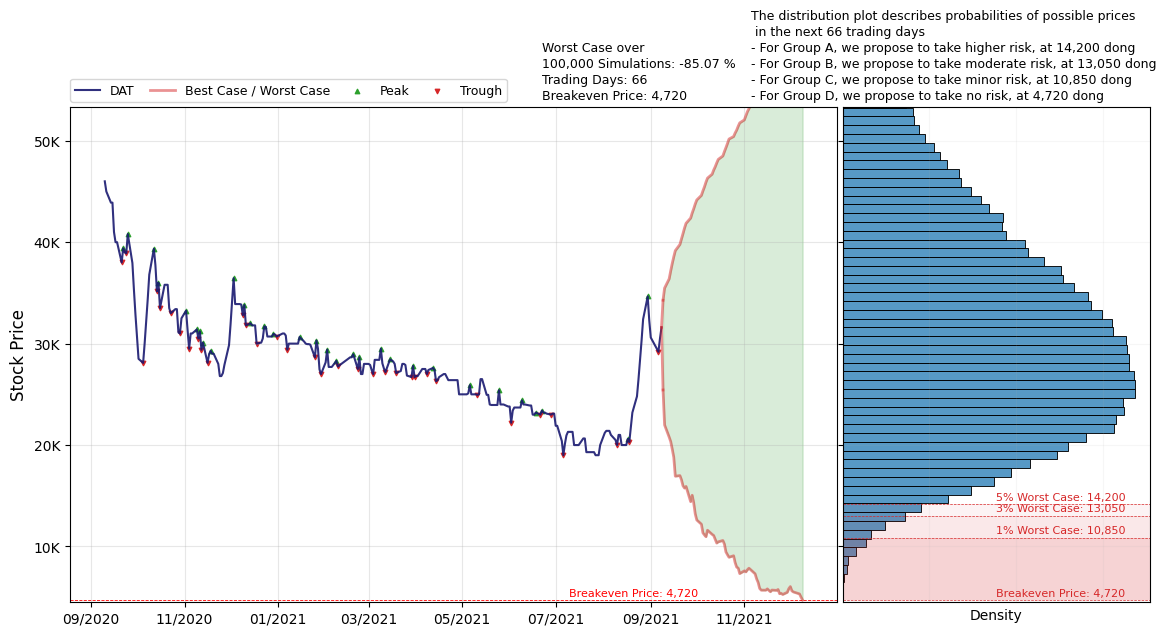 The distribution plot describes probabilities of possible prices
in the next 66 trading days
- For Group A, we propose to take higher risk, at 14,200 dong
- For Group B, we propose to take moderate risk, at 13,050 dong
- For Group C, we propose to take minor risk, at 10,850 dong
- For Group D, we propose to take no risk, at 4,720 dong
Worst Case over
100,000 Simulations: -85.07 %
Trading Days: 66
Breakeven Price: 4,720
DAT
Best Case / Worst Case
Peak
Trough
Stock Price
50K
40K
30K
20K
10K
Breakeven Price: 4,720
09/2020
11/2020
01/2021
03/2021
05/2021
07/2021
09/2021
11/2021
5% Worst Case: 14,200
3% Worst Case: 13,050
1% Worst Case: 10,850
Breakeven Price: 4,720
Density